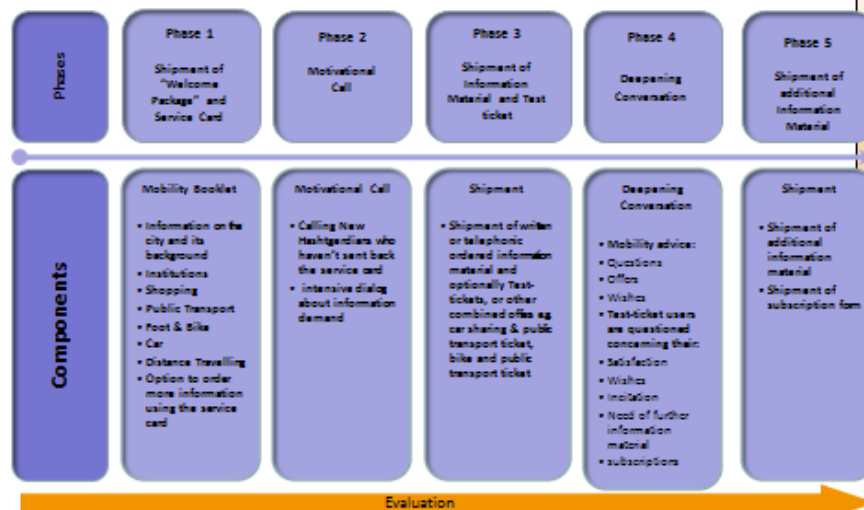 Phases
Phase 1
Shipment of
"Welcome
Package" and
Service Card
Phase 2
Motivational
Call
Phase 3
Shipment of
Information
Material and Test
ticket
Phase 4
Deepening
Conversation
Phase 5
Shipment of
additional
Information
Material
Components
Mobility Booklet
• Information on the
city and its
background
• Institutions
• Shopping
• Public Transport
• Foot & Bike
• Car
• Distance Travelling
• Option to order
more information
using the service
card
Motivational Call
• Calling New
Hashtgerdians who
haven't sent back
the service card
• intensive dialog
about information
demand
Shipment
• Shipment of writen
or telephonic
ordered information
material and
optionally Test-
tickets, or other
combined offes eg.
car sharing & public
transport ticket,
bike and public
transport ticket
Deepening
Conversation
• Mobility advice:
• Questions
• Offers
• Wishes
• Test-ticket users
are questioned
concerning their:
• Satisfaction
• Wishes
• Incitation
• Need of further
information
material
• subscriptions
Shipment
• Shipment of
additional
information
material
• Shipment of
subscription form
Evaluation